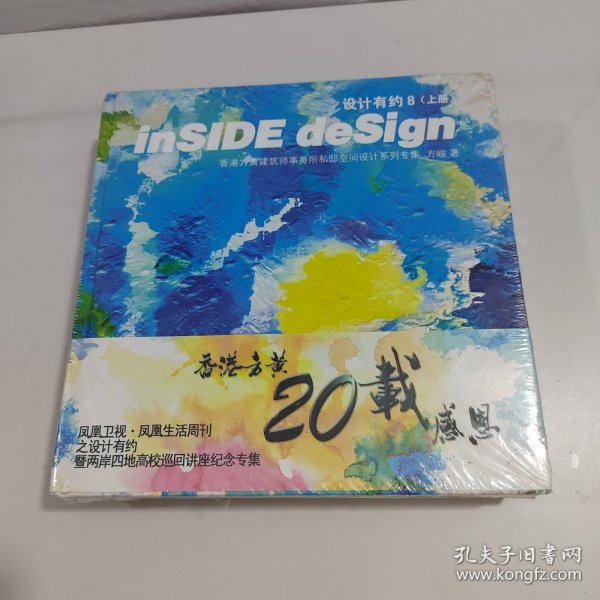 之设计有约 8（上册）
inSIDE deSign
香港方黄建筑师事务所私邸空间设计系列专集 方峻 著
香港方黄
20載
感恩
凤凰卫视·凤凰生活周刊
之设计有约
暨两岸四地高校巡回讲座纪念专集
孔夫子旧书网
www.kongfz.com